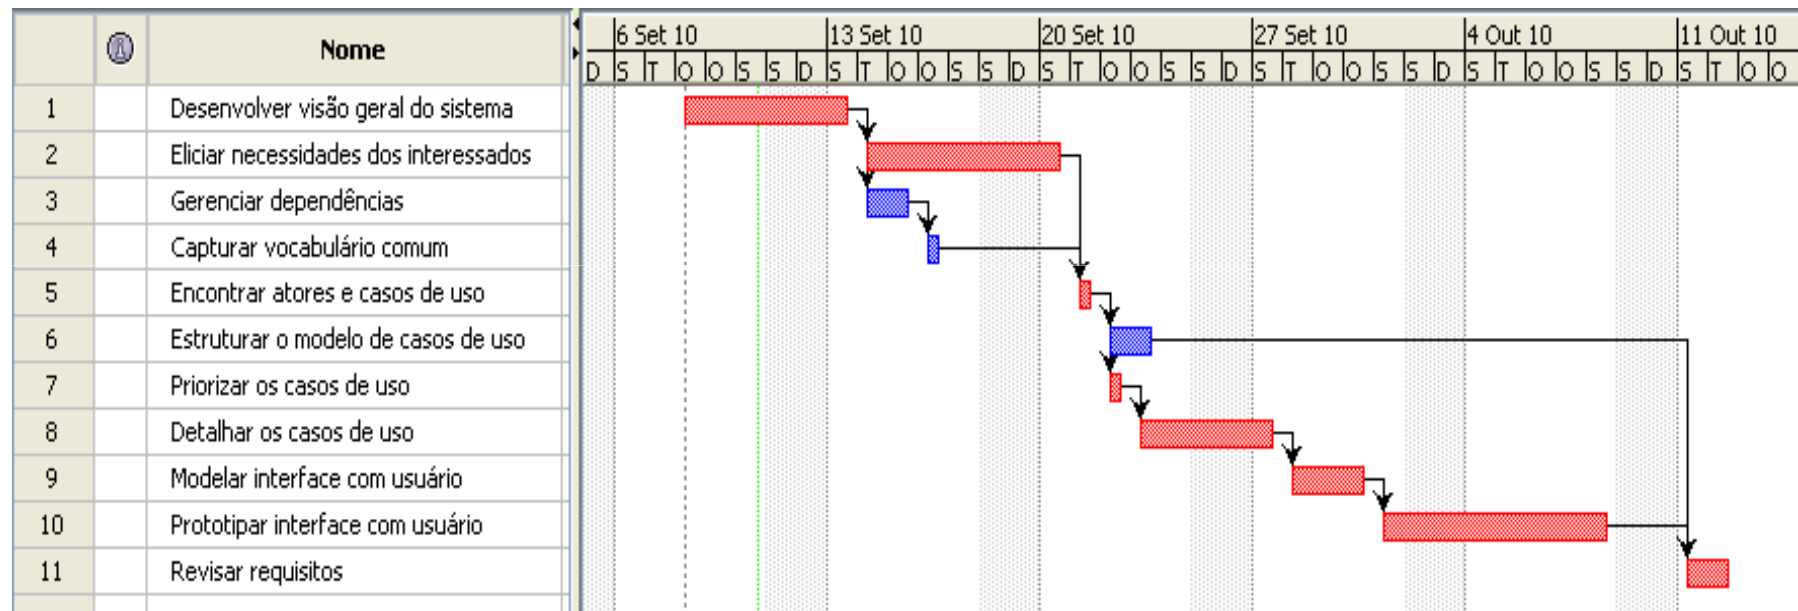 Nome
6 Set 10 13 Set 10 20 Set 10 27 Set 10 4 Out 10 11 Out 10
D S T O O S S D S T O O S S D S T O O S S D S T O O S S D S T O O S S D S T O O
1 Desenvolver visão geral do sistema
2 Eliciar necessidades dos interessados
3 Gerenciar dependências
4 Capturar vocabulário comum
5 Encontrar atores e casos de uso
6 Estruturar o modelo de casos de uso
7 Priorizar os casos de uso
8 Detalhar os casos de uso
9 Modelar interface com usuário
10 Prototipar interface com usuário
11 Revisar requisitos